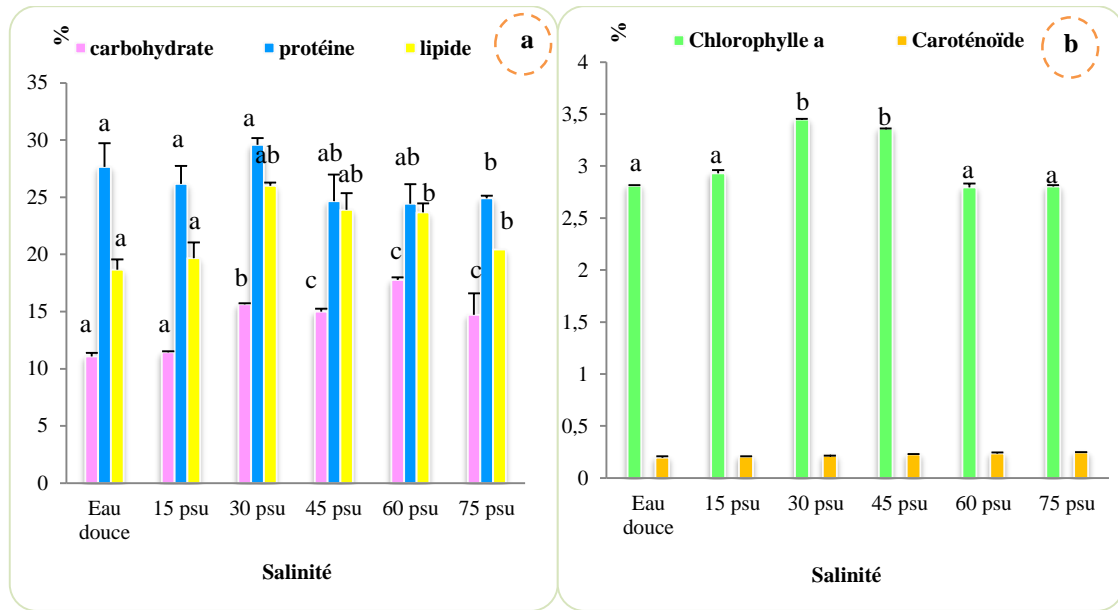 %
carbohydrate protéine lipide
a
35
30
25
20
15
10
5
0
a a a
a a a
b ab a
c ab ab
c ab b
c b b
Eau douce 15 psu 30 psu 45 psu 60 psu 75 psu
Salinité
%
Chlorophylle a Caroténoïde
b
4
3,5
3
2,5
2
1,5
1
0,5
0
a a b b a a
Eau douce 15 psu 30 psu 45 psu 60 psu 75 psu
Salinité